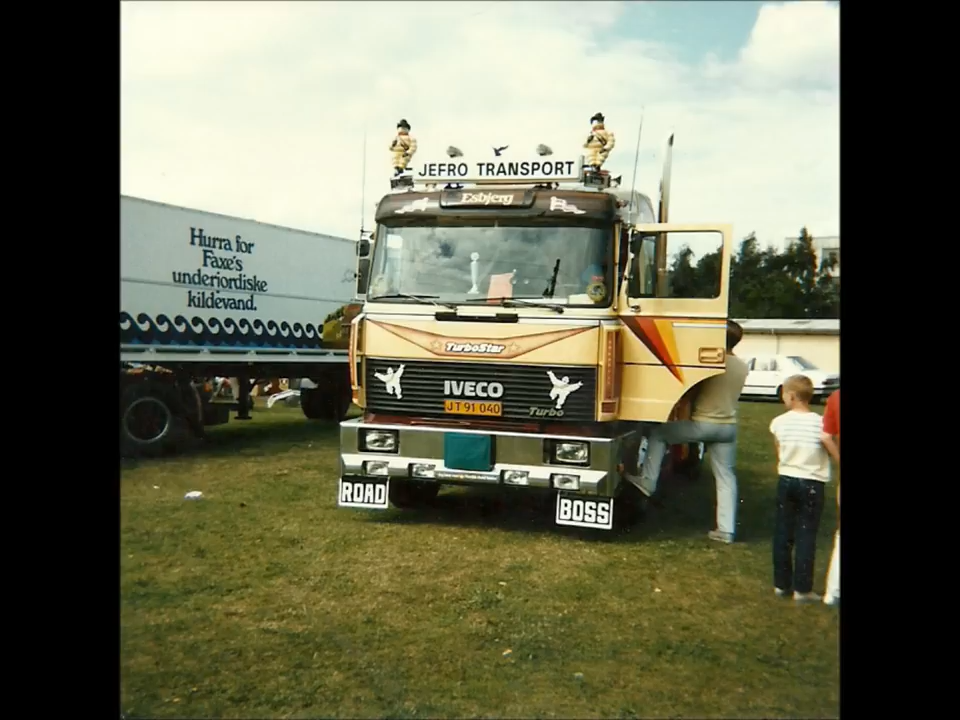 JEFRO TRANSPORT
Esbjerg
Hurra for
Faxe's
underjordiske
kildevand.
TurboStar
IVECO
JT 91 040
Turbo
ROAD
BOSS